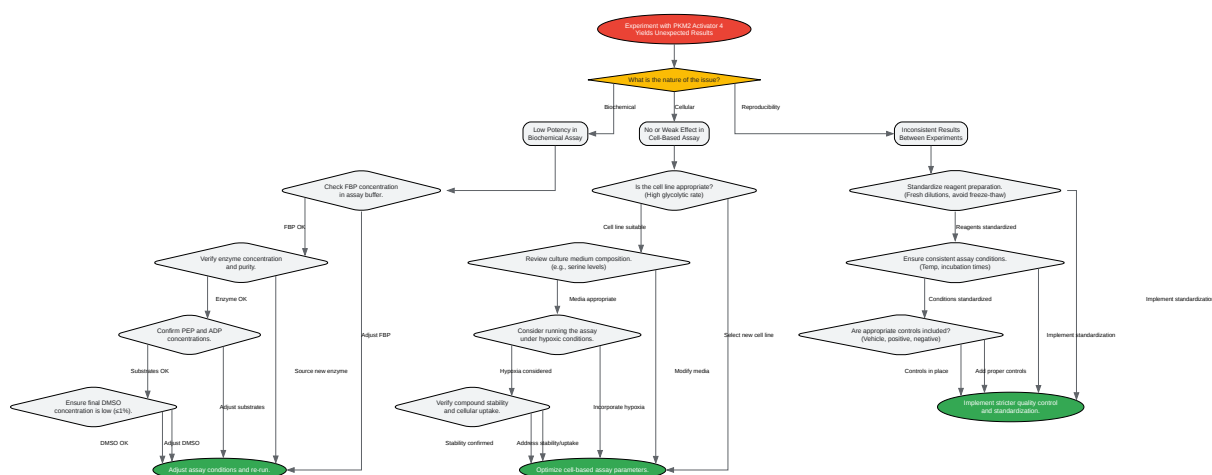 Experiment with PKM2 Activator 4
Yields Unexpected Results
What is the nature of the issue?
Biochemical
Cellular
Reproducibility
Low Potency in
Biochemical Assay
No or Weak Effect in
Cell-Based Assay
Inconsistent Results
Between Experiments
Check FBP concentration
in assay buffer.
Is the cell line appropriate?
(High glycolytic rate)
Standardize reagent preparation.
(Fresh dilutions, avoid freeze-thaw)
FBP OK
Cell line suitable
Reagents standardized
Verify enzyme concentration
and purity.
Review culture medium composition.
(e.g., serine levels)
Ensure consistent assay conditions.
(Temp, incubation times)
Enzyme OK
Media appropriate
Conditions standardized
Implement standardizatio
Confirm PEP and ADP
concentrations.
Consider running the assay
under hypoxic conditions.
Are appropriate controls included?
(Vehicle, positive, negative)
Adjust FBP
Select new cell line
Implement standardization
Substrates OK
Source new enzyme
Hypoxia considered
Modify media
Controls in place
Add proper controls
Ensure final DMSO
concentration is low (≤1%).
Adjust substrates
Verify compound stability
and cellular uptake.
Incorporate hypoxia
Implement stricter quality control
and standardization.
DMSO OK
Adjust DMSO
Stability confirmed
Address stability/uptake
Adjust assay conditions and re-run.
Optimize cell-based assay parameters.